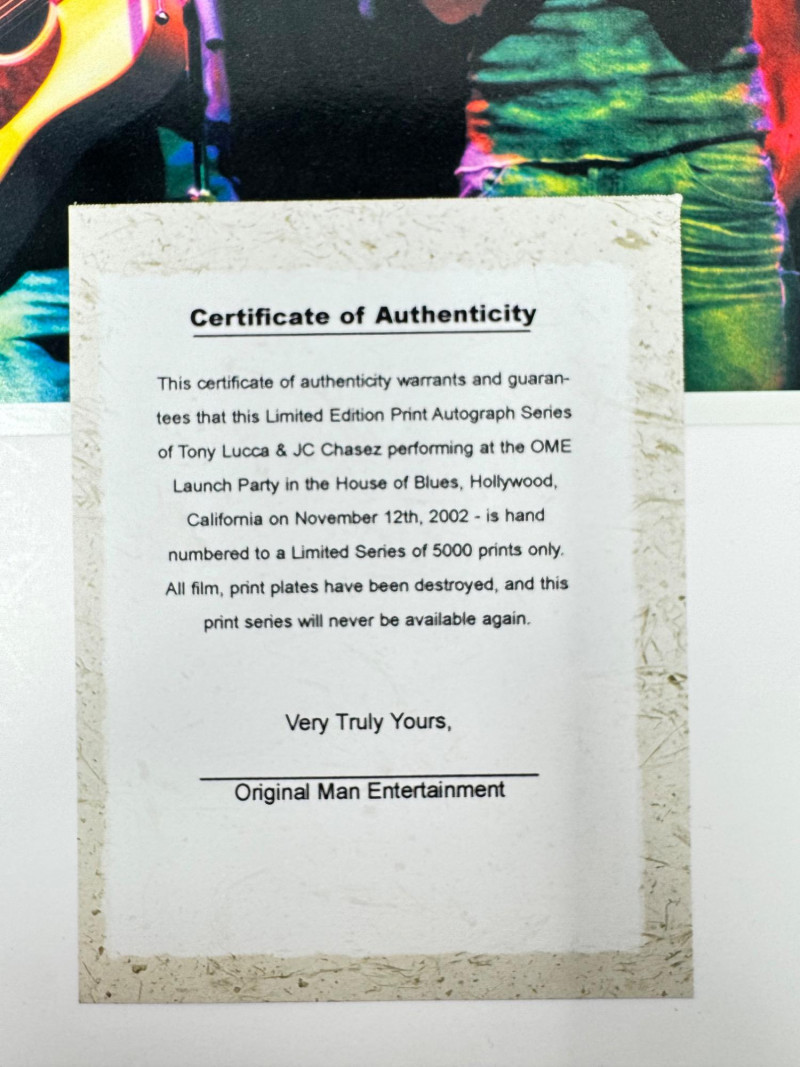 Certificate of Authenticity
This certificate of authenticity warrants and guaran-
tees that this Limited Edition Print Autograph Series
of Tony Lucca & JC Chasez performing at the OME
Launch Party in the House of Blues, Hollywood,
California on November 12th, 2002 - is hand
numbered to a Limited Series of 5000 prints only.
All film, print plates have been destroyed, and this
print series will never be available again.
Very Truly Yours,
Original Man Entertainment